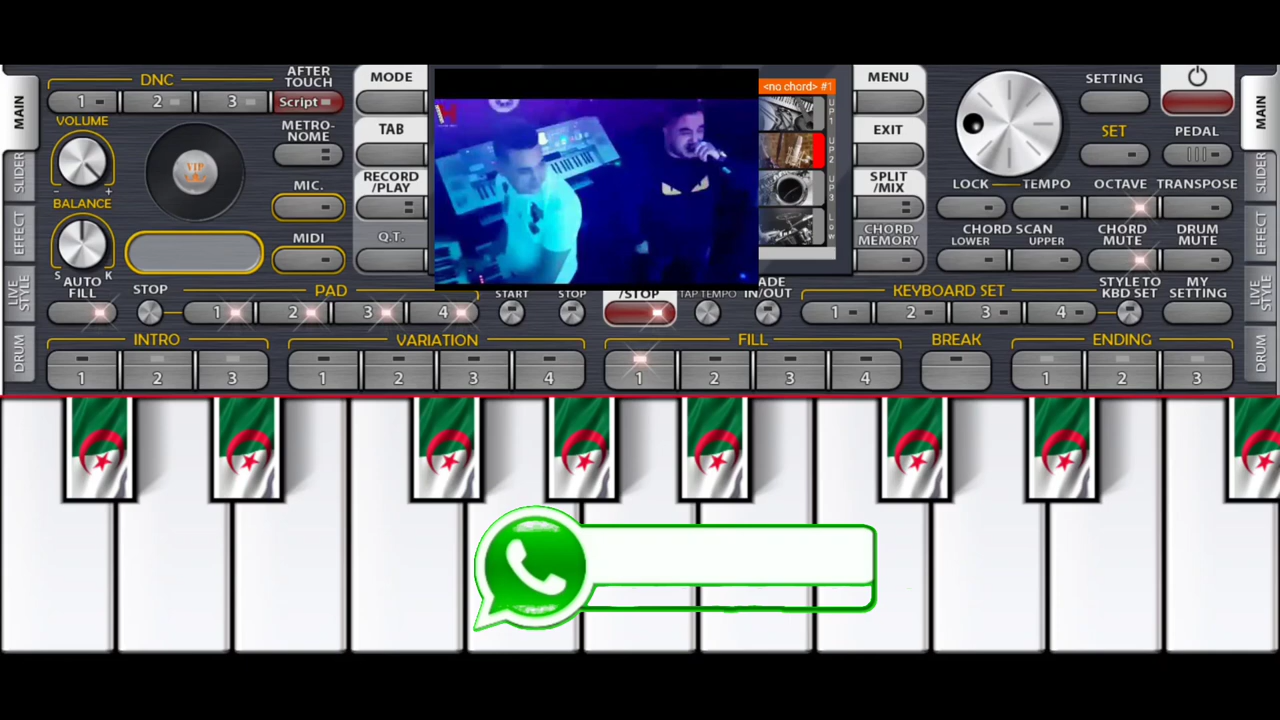 DNC
AFTER
TOUCH
1 2 3 Script
VOLUME
METRO-
NOME
MIC.
BALANCE
MIDI
S K
AUTO
FILL
STOP
PAD
1 2 3 4
MAIN
SLIDER
EFFECT
LIVE
STYLE
DRUM
MODE
TAB
RECORD
/PLAY
Q.T.
VIP
<no chord> #1
UP1
UP2
UP3
Low
MENU
EXIT
SPLIT
/MIX
CHORD
MEMORY
SETTING
SET
PEDAL
LOCK TEMPO OCTAVE TRANSPOSE
CHORD SCAN
LOWER UPPER
CHORD
MUTE
DRUM
MUTE
START
STOP
/STOP
TAP TEMPO
ADE
IN/OUT
KEYBOARD SET
1 2 3 4
STYLE TO
KBD SET
MY
SETTING
INTRO
1 2 3
VARIATION
1 2 3 4
FILL
1 2 3 4
BREAK
ENDING
1 2 3
MAIN
SLIDER
EFFECT
LIVE
STYLE
DRUM